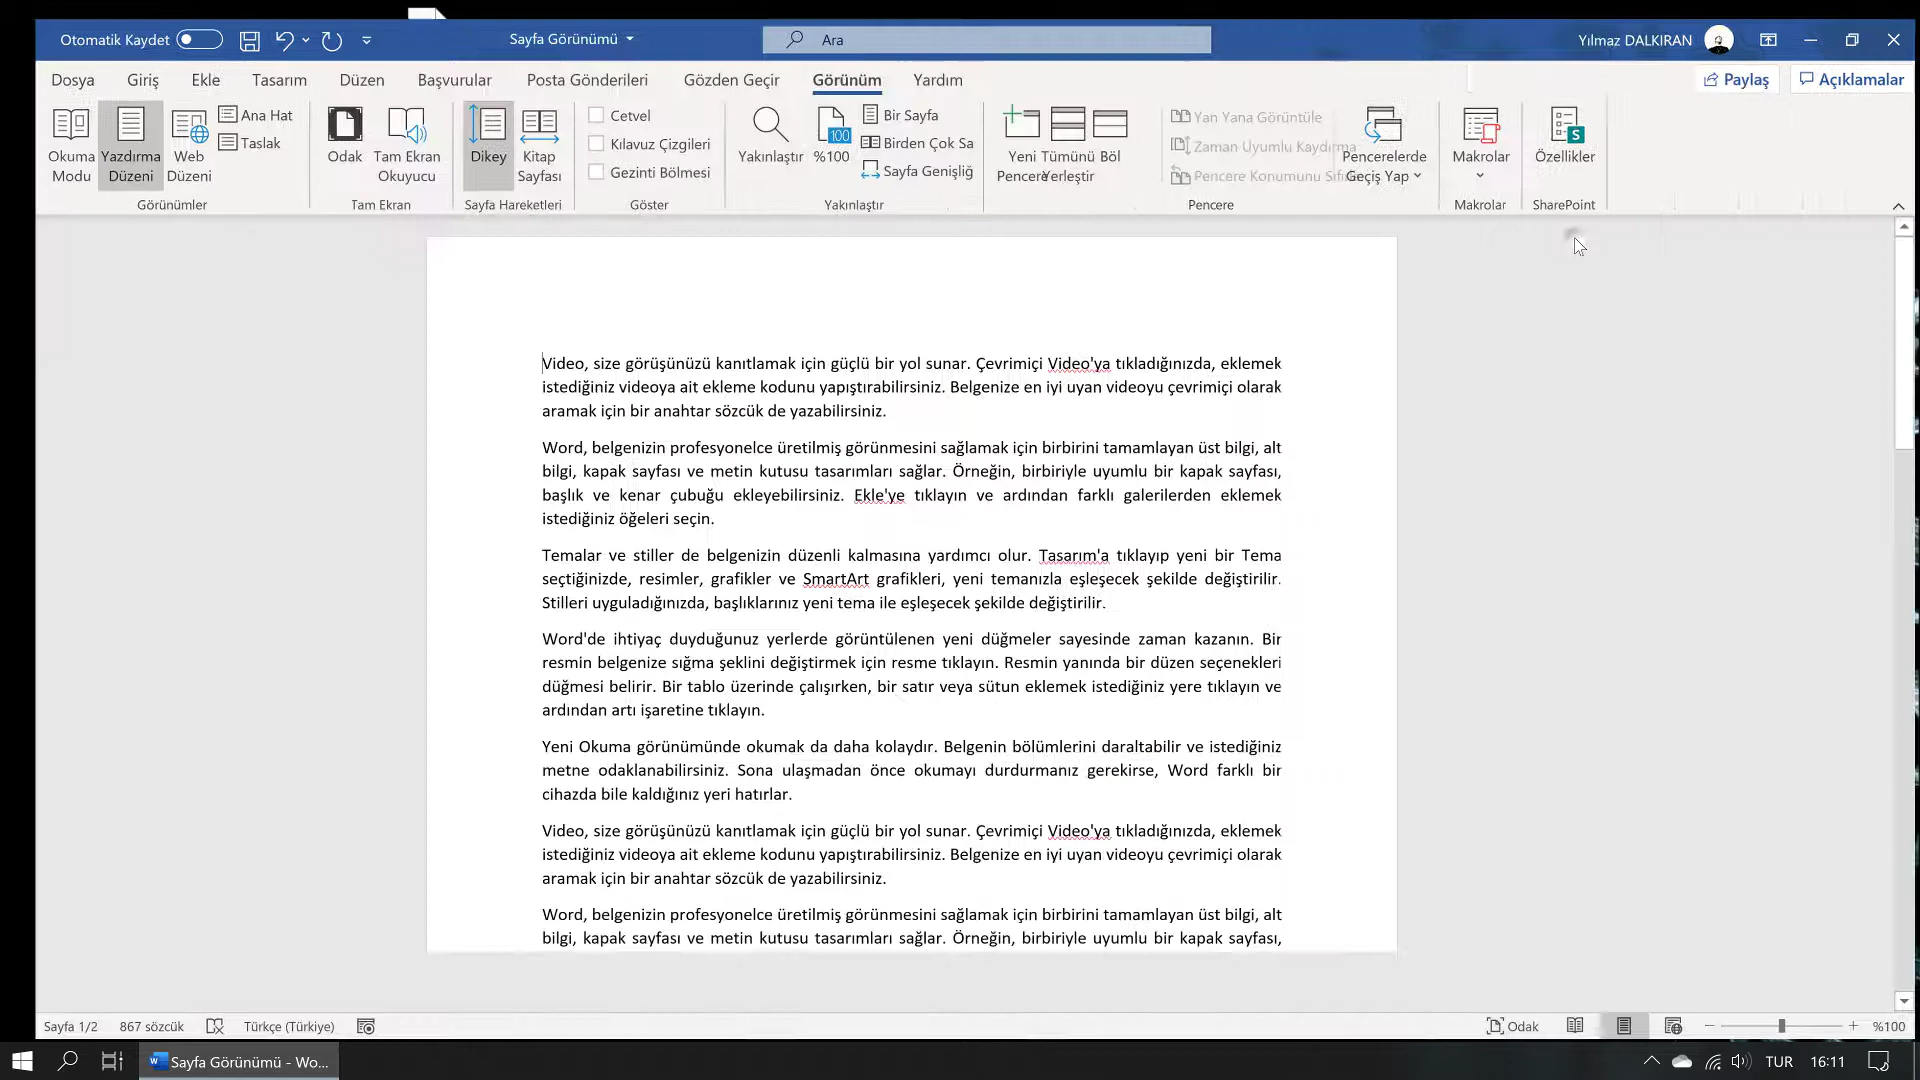 Otomatik Kaydet
Sayfa Görünümü
Ara
Yılmaz DALKIRAN
Dosya Giriş Ekle Tasarım Düzen Başvurular Posta Gönderileri Gözden Geçir Görünüm Yardım
Paylaş
Açıklamalar
Okuma Modu
Yazdırma Düzeni
Web Düzeni
Ana Hat
Taslak
Görünümler
Odak
Tam Ekran Okuyucu
Tam Ekran
Dikey
Kitap Sayfası
Sayfa Hareketleri
Cetvel
Kılavuz Çizgileri
Gezinti Bölmesi
Göster
Yakınlaştır
100
%100
Bir Sayfa
Birden Çok Sa
Sayfa Genişliğ
Yakınlaştır
Yeni Pencere
Tümünü Yerleştir
Böl
Yan Yana Görüntüle
Zaman Uyumlu Kaydırma
Pencere Konumunu Sıfırla
Pencerelerde Geçiş Yap
Pencere
Makrolar
Makrolar
S
Özellikler
SharePoint
Video, size görüşünüzü kanıtlamak için güçlü bir yol sunar. Çevrimiçi Video'ya tıkladığınızda, eklemek
istediğiniz videoya ait ekleme kodunu yapıştırabilirsiniz. Belgenize en iyi uyan videoyu çevrimiçi olarak
aramak için bir anahtar sözcük de yazabilirsiniz.
Word, belgenizin profesyonelce üretilmiş görünmesini sağlamak için birbirini tamamlayan üst bilgi, alt
bilgi, kapak sayfası ve metin kutusu tasarımları sağlar. Örneğin, birbiriyle uyumlu bir kapak sayfası,
başlık ve kenar çubuğu ekleyebilirsiniz. Ekle'ye tıklayın ve ardından farklı galerilerden eklemek
istediğiniz öğeleri seçin.
Temalar ve stiller de belgenizin düzenli kalmasına yardımcı olur. Tasarım'a tıklayıp yeni bir Tema
seçtiğinizde, resimler, grafikler ve SmartArt grafikleri, yeni temanızla eşleşecek şekilde değiştirilir.
Stilleri uyguladığınızda, başlıklarınız yeni tema ile eşleşecek şekilde değiştirilir.
Word'de ihtiyaç duyduğunuz yerlerde görüntülenen yeni düğmeler sayesinde zaman kazanın. Bir
resmin belgenize sığma şeklini değiştirmek için resme tıklayın. Resmin yanında bir düzen seçenekleri
düğmesi belirir. Bir tablo üzerinde çalışırken, bir satır veya sütun eklemek istediğiniz yere tıklayın ve
ardından artı işaretine tıklayın.
Yeni Okuma görünümünde okumak da daha kolaydır. Belgenin bölümlerini daraltabilir ve istediğiniz
metne odaklanabilirsiniz. Sona ulaşmadan önce okumayı durdurmanız gerekirse, Word farklı bir
cihazda bile kaldığınız yeri hatırlar.
Video, size görüşünüzü kanıtlamak için güçlü bir yol sunar. Çevrimiçi Video'ya tıkladığınızda, eklemek
istediğiniz videoya ait ekleme kodunu yapıştırabilirsiniz. Belgenize en iyi uyan videoyu çevrimiçi olarak
aramak için bir anahtar sözcük de yazabilirsiniz.
Word, belgenizin profesyonelce üretilmiş görünmesini sağlamak için birbirini tamamlayan üst bilgi, alt
bilgi, kapak sayfası ve metin kutusu tasarımları sağlar. Örneğin, birbiriyle uyumlu bir kapak sayfası,
Sayfa 1/2
867 sözcük
Türkçe (Türkiye)
Odak
%100
Sayfa Görünümü - Wo...
TUR
16:11